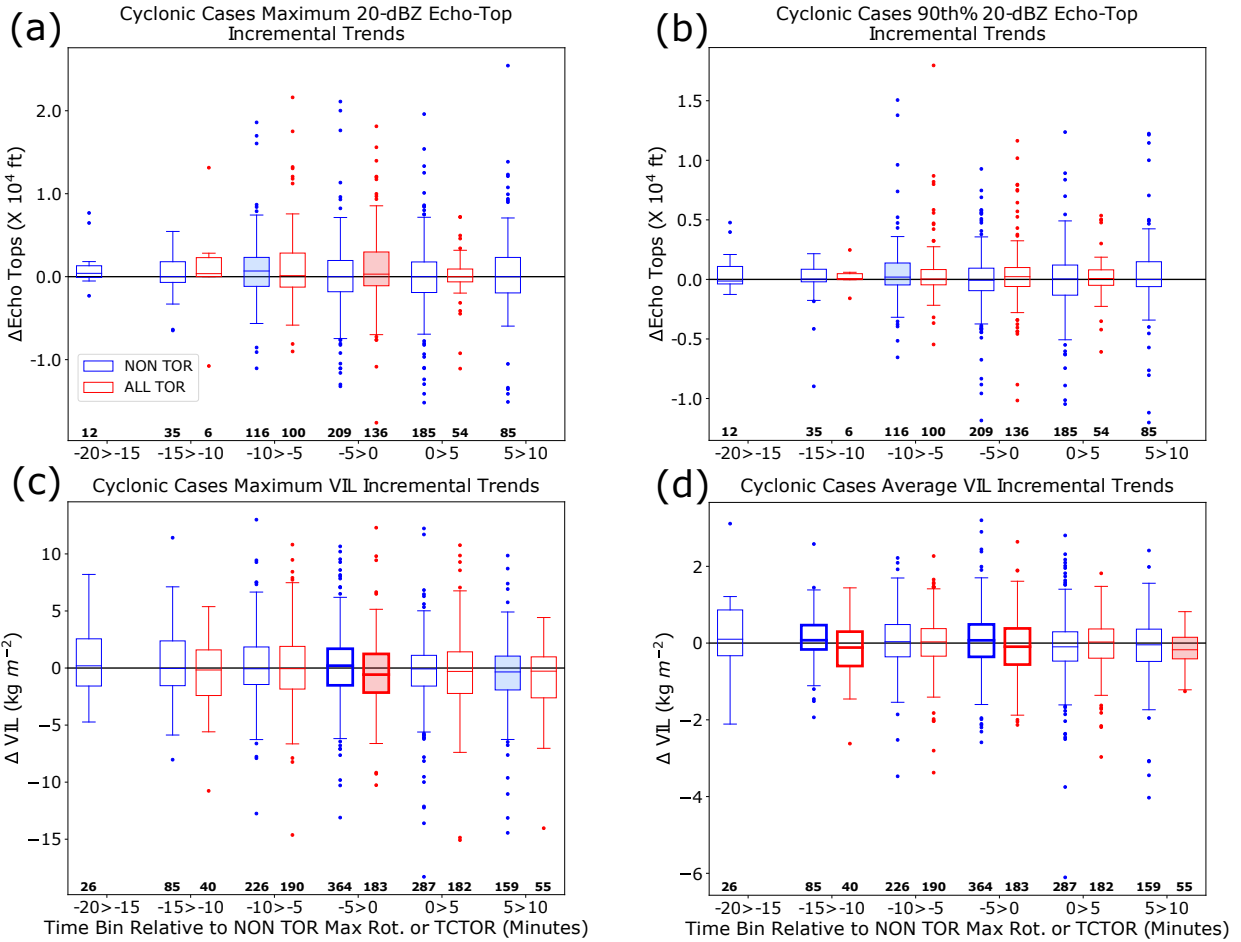 (a)
Cyclonic Cases Maximum 20-dBZ Echo-Top
Incremental Trends
ΔEcho Tops (X 10⁴ ft)
2.0
1.0
0.0
-1.0
NON TOR
ALL TOR
12 35 6 116 100 209 136 185 54 85
-20>-15 -15>-10 -10>-5 -5>0 0>5 5>10
(b)
Cyclonic Cases 90th% 20-dBZ Echo-Top
Incremental Trends
ΔEcho Tops (X 10⁴ ft)
1.5
1.0
0.5
0.0
-0.5
-1.0
12 35 6 116 100 209 136 185 54 85
-20>-15 -15>-10 -10>-5 -5>0 0>5 5>10
(c)
Cyclonic Cases Maximum VIL Incremental Trends
Δ VIL (kg m⁻²)
10
5
0
−5
−10
−15
26 85 40 226 190 364 183 287 182 159 55
-20>-15 -15>-10 -10>-5 -5>0 0>5 5>10
Time Bin Relative to NON TOR Max Rot. or TCTOR (Minutes)
(d)
Cyclonic Cases Average VIL Incremental Trends
Δ VIL (kg m⁻²)
2
0
−2
−4
−6
26 85 40 226 190 364 183 287 182 159 55
-20>-15 -15>-10 -10>-5 -5>0 0>5 5>10
Time Bin Relative to NON TOR Max Rot. or TCTOR (Minutes)